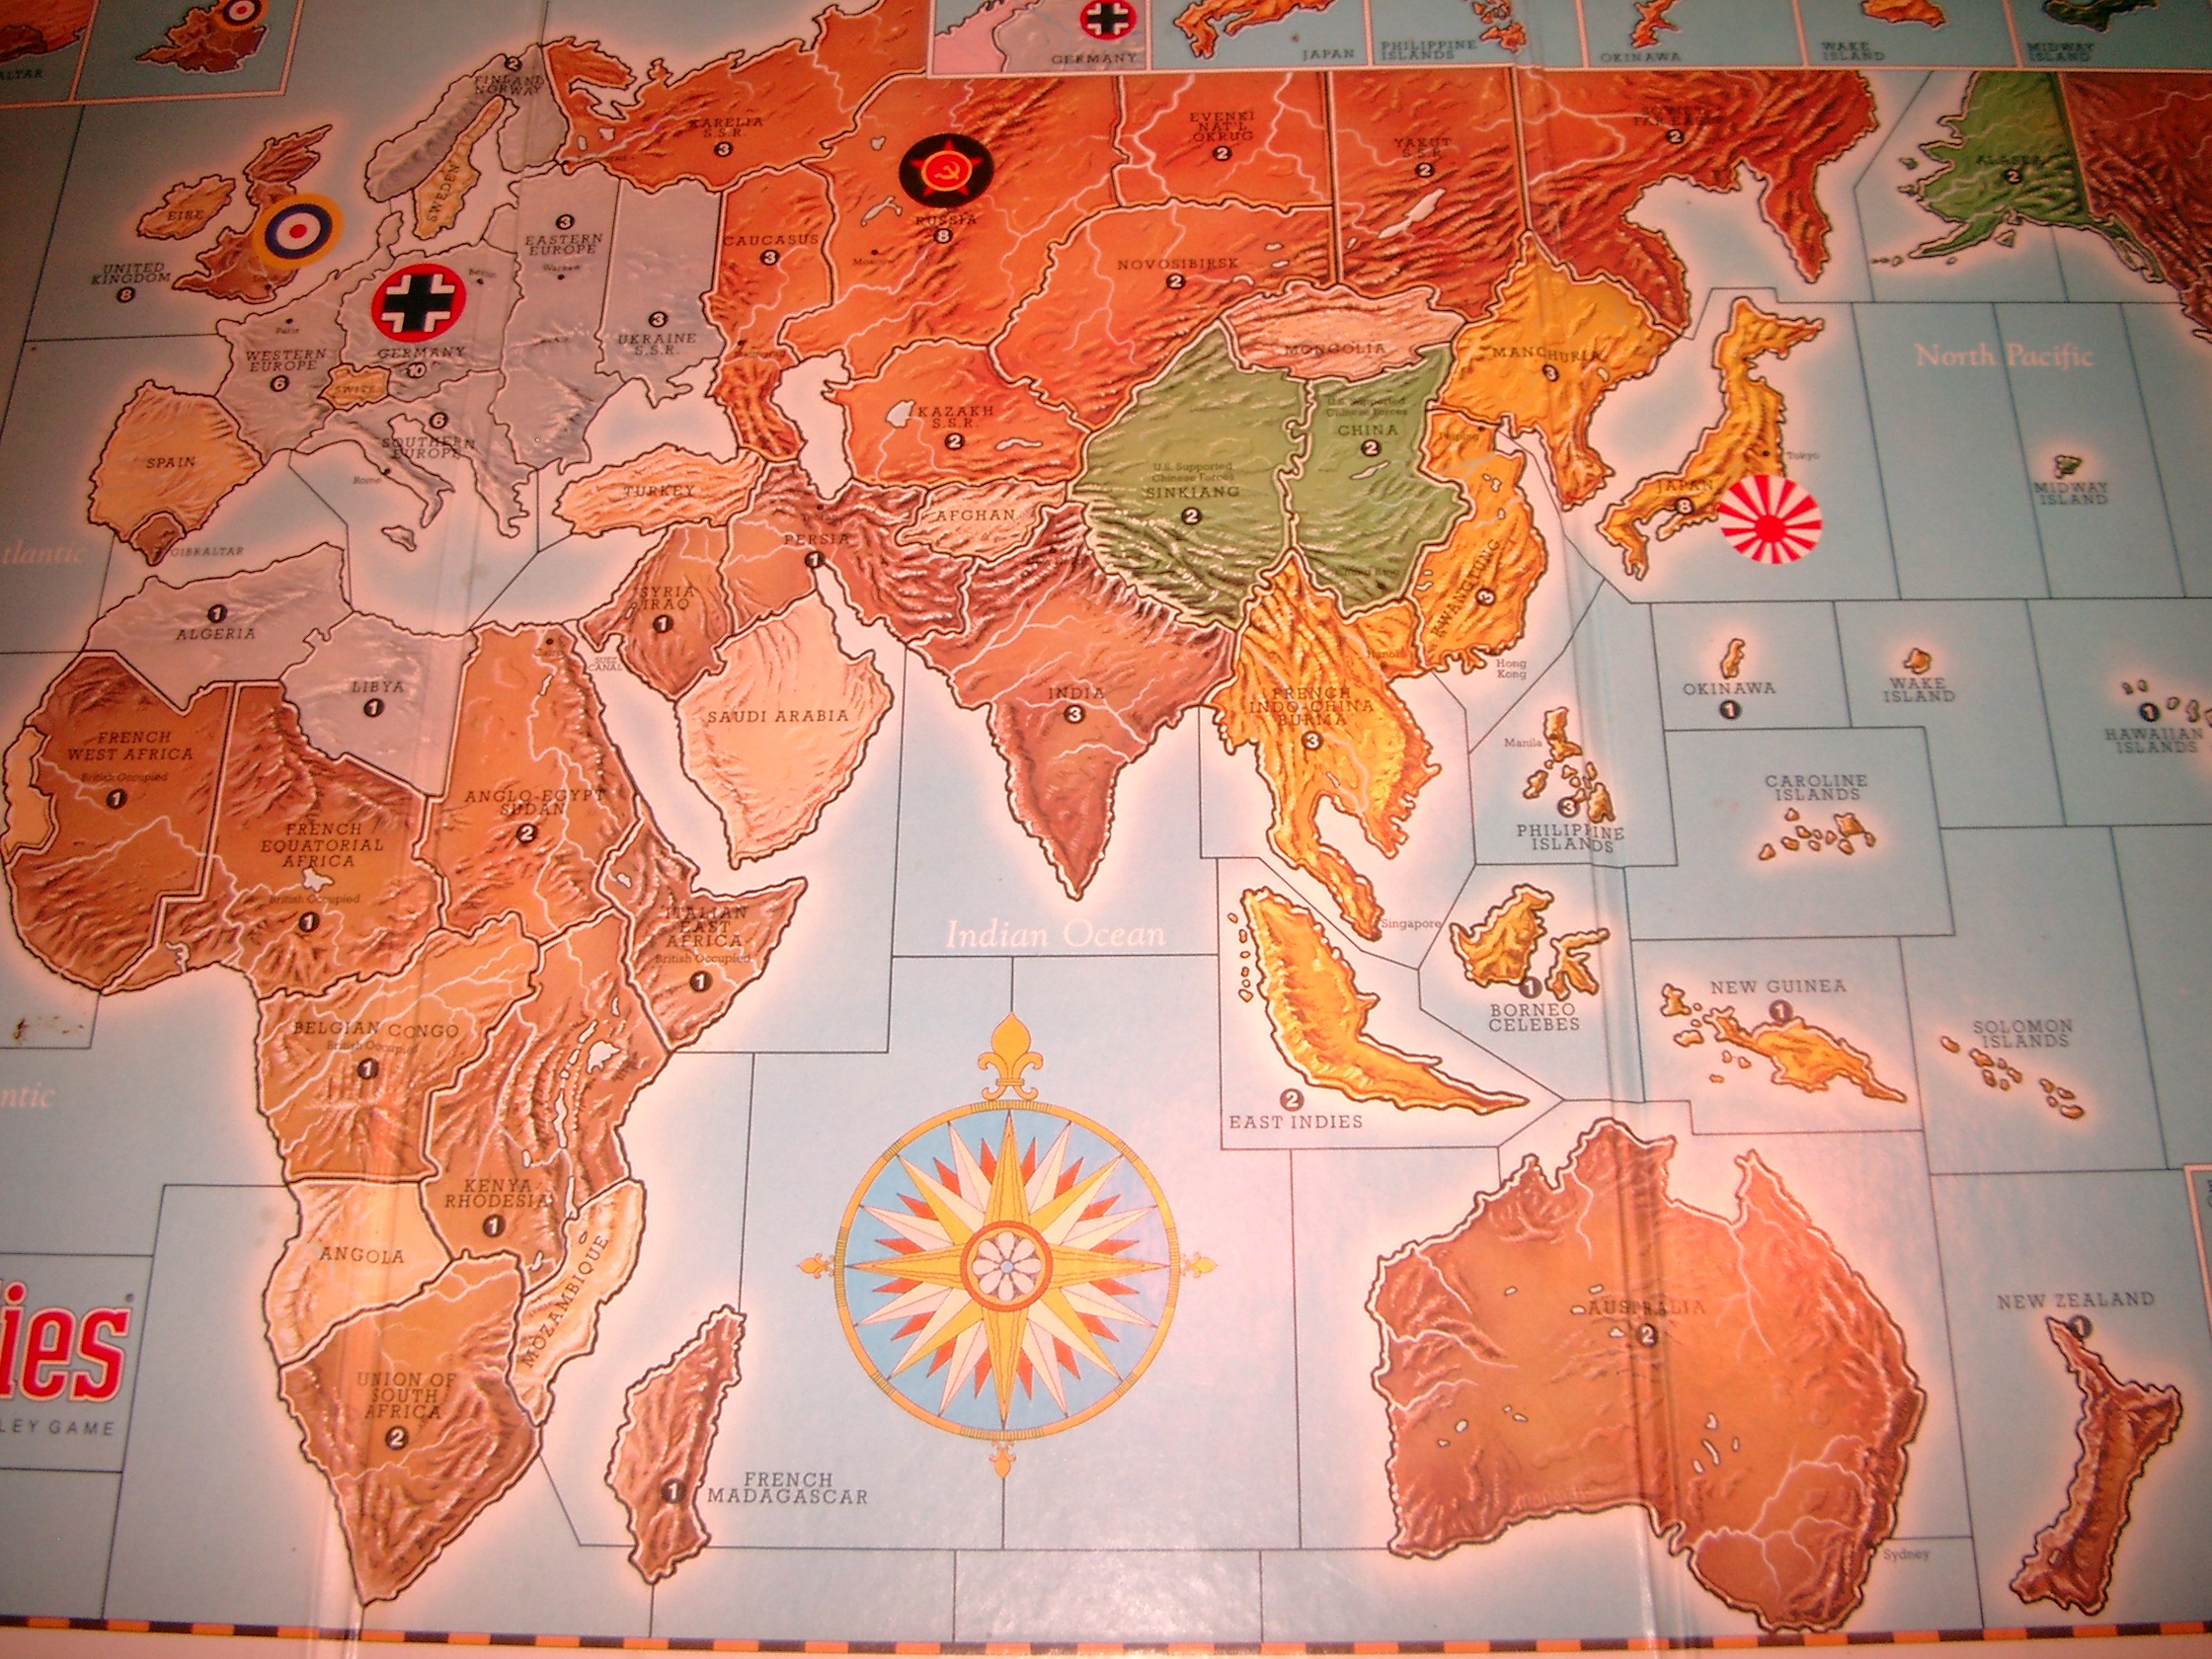 ALTAR
GERMANY
JAPAN
PHILIPPINE
ISLANDS
OKINAWA
WAKE
ISLAND
MIDWAY
ISLAND
2
FINLAND
NORWAY
SWEDEN
EIRE
UNITED
KINGDOM
8
KARELIA
S.S.R.
3
RUSSIA
8
Moscow
EVENKI
NAT'L
OKRUG
2
YAKUT
S.S.R.
2
2
ALASKA
2
3
EASTERN
EUROPE
Warsaw
Berlin
CAUCASUS
3
NOVOSIBIRSK
2
Paris
WESTERN
EUROPE
6
GERMANY
10
SWITZ
3
UKRAINE
S.S.R.
MONGOLIA
MANCHURIA
3
North Pacific
6
SOUTHERN
EUROPE
Rome
SPAIN
GIBRALTAR
TURKEY
KAZAKH
S.S.R.
2
U.S. Supported
Chinese Forces
SINKIANG
2
U.S. Supported
Chinese Forces
CHINA
2
Peiping
Tokyo
JAPAN
8
MIDWAY
ISLAND
tlantic
AFGHAN
PERSIA
1
SYRIA
IRAQ
1
1
ALGERIA
LIBYA
1
Cairo
CANAL
KWANGTUNG
3
Hanoi
Hong
Kong
OKINAWA
1
WAKE
ISLAND
1
HAWAIIAN
ISLANDS
SAUDI ARABIA
INDIA
3
FRENCH
INDO-CHINA
BURMA
3
Manila
3
PHILIPPINE
ISLANDS
CAROLINE
ISLANDS
FRENCH
WEST AFRICA
British Occupied
1
FRENCH
EQUATORIAL
AFRICA
British Occupied
1
ANGLO-EGYPT
SUDAN
2
ITALIAN
EAST
AFRICA
British Occupied
1
Indian Ocean
Singapore
1
BORNEO
CELEBES
NEW GUINEA
1
SOLOMON
ISLANDS
BELGIAN CONGO
British Occupied
1
2
EAST INDIES
ntic
KENYA
RHODESIA
1
ANGOLA
MOZAMBIQUE
ies
LEY GAME
UNION OF
SOUTH
AFRICA
2
1
FRENCH
MADAGASCAR
AUSTRALIA
2
Sydney
NEW ZEALAND
1